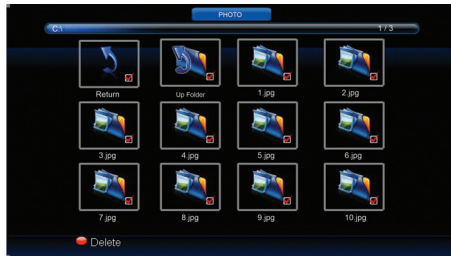 PHOTO
C:\ 1 / 3
Return Up Folder 1.jpg 2.jpg
3.jpg 4.jpg 5.jpg 6.jpg
7.jpg 8.jpg 9.jpg 10.jpg
Delete